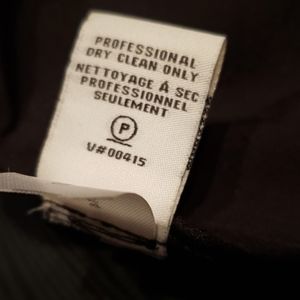 PROFESSIONAL
DRY CLEAN ONLY
NETTOYAGE À SEC
PROFESSIONNEL
SEULEMENT
P
V#00415